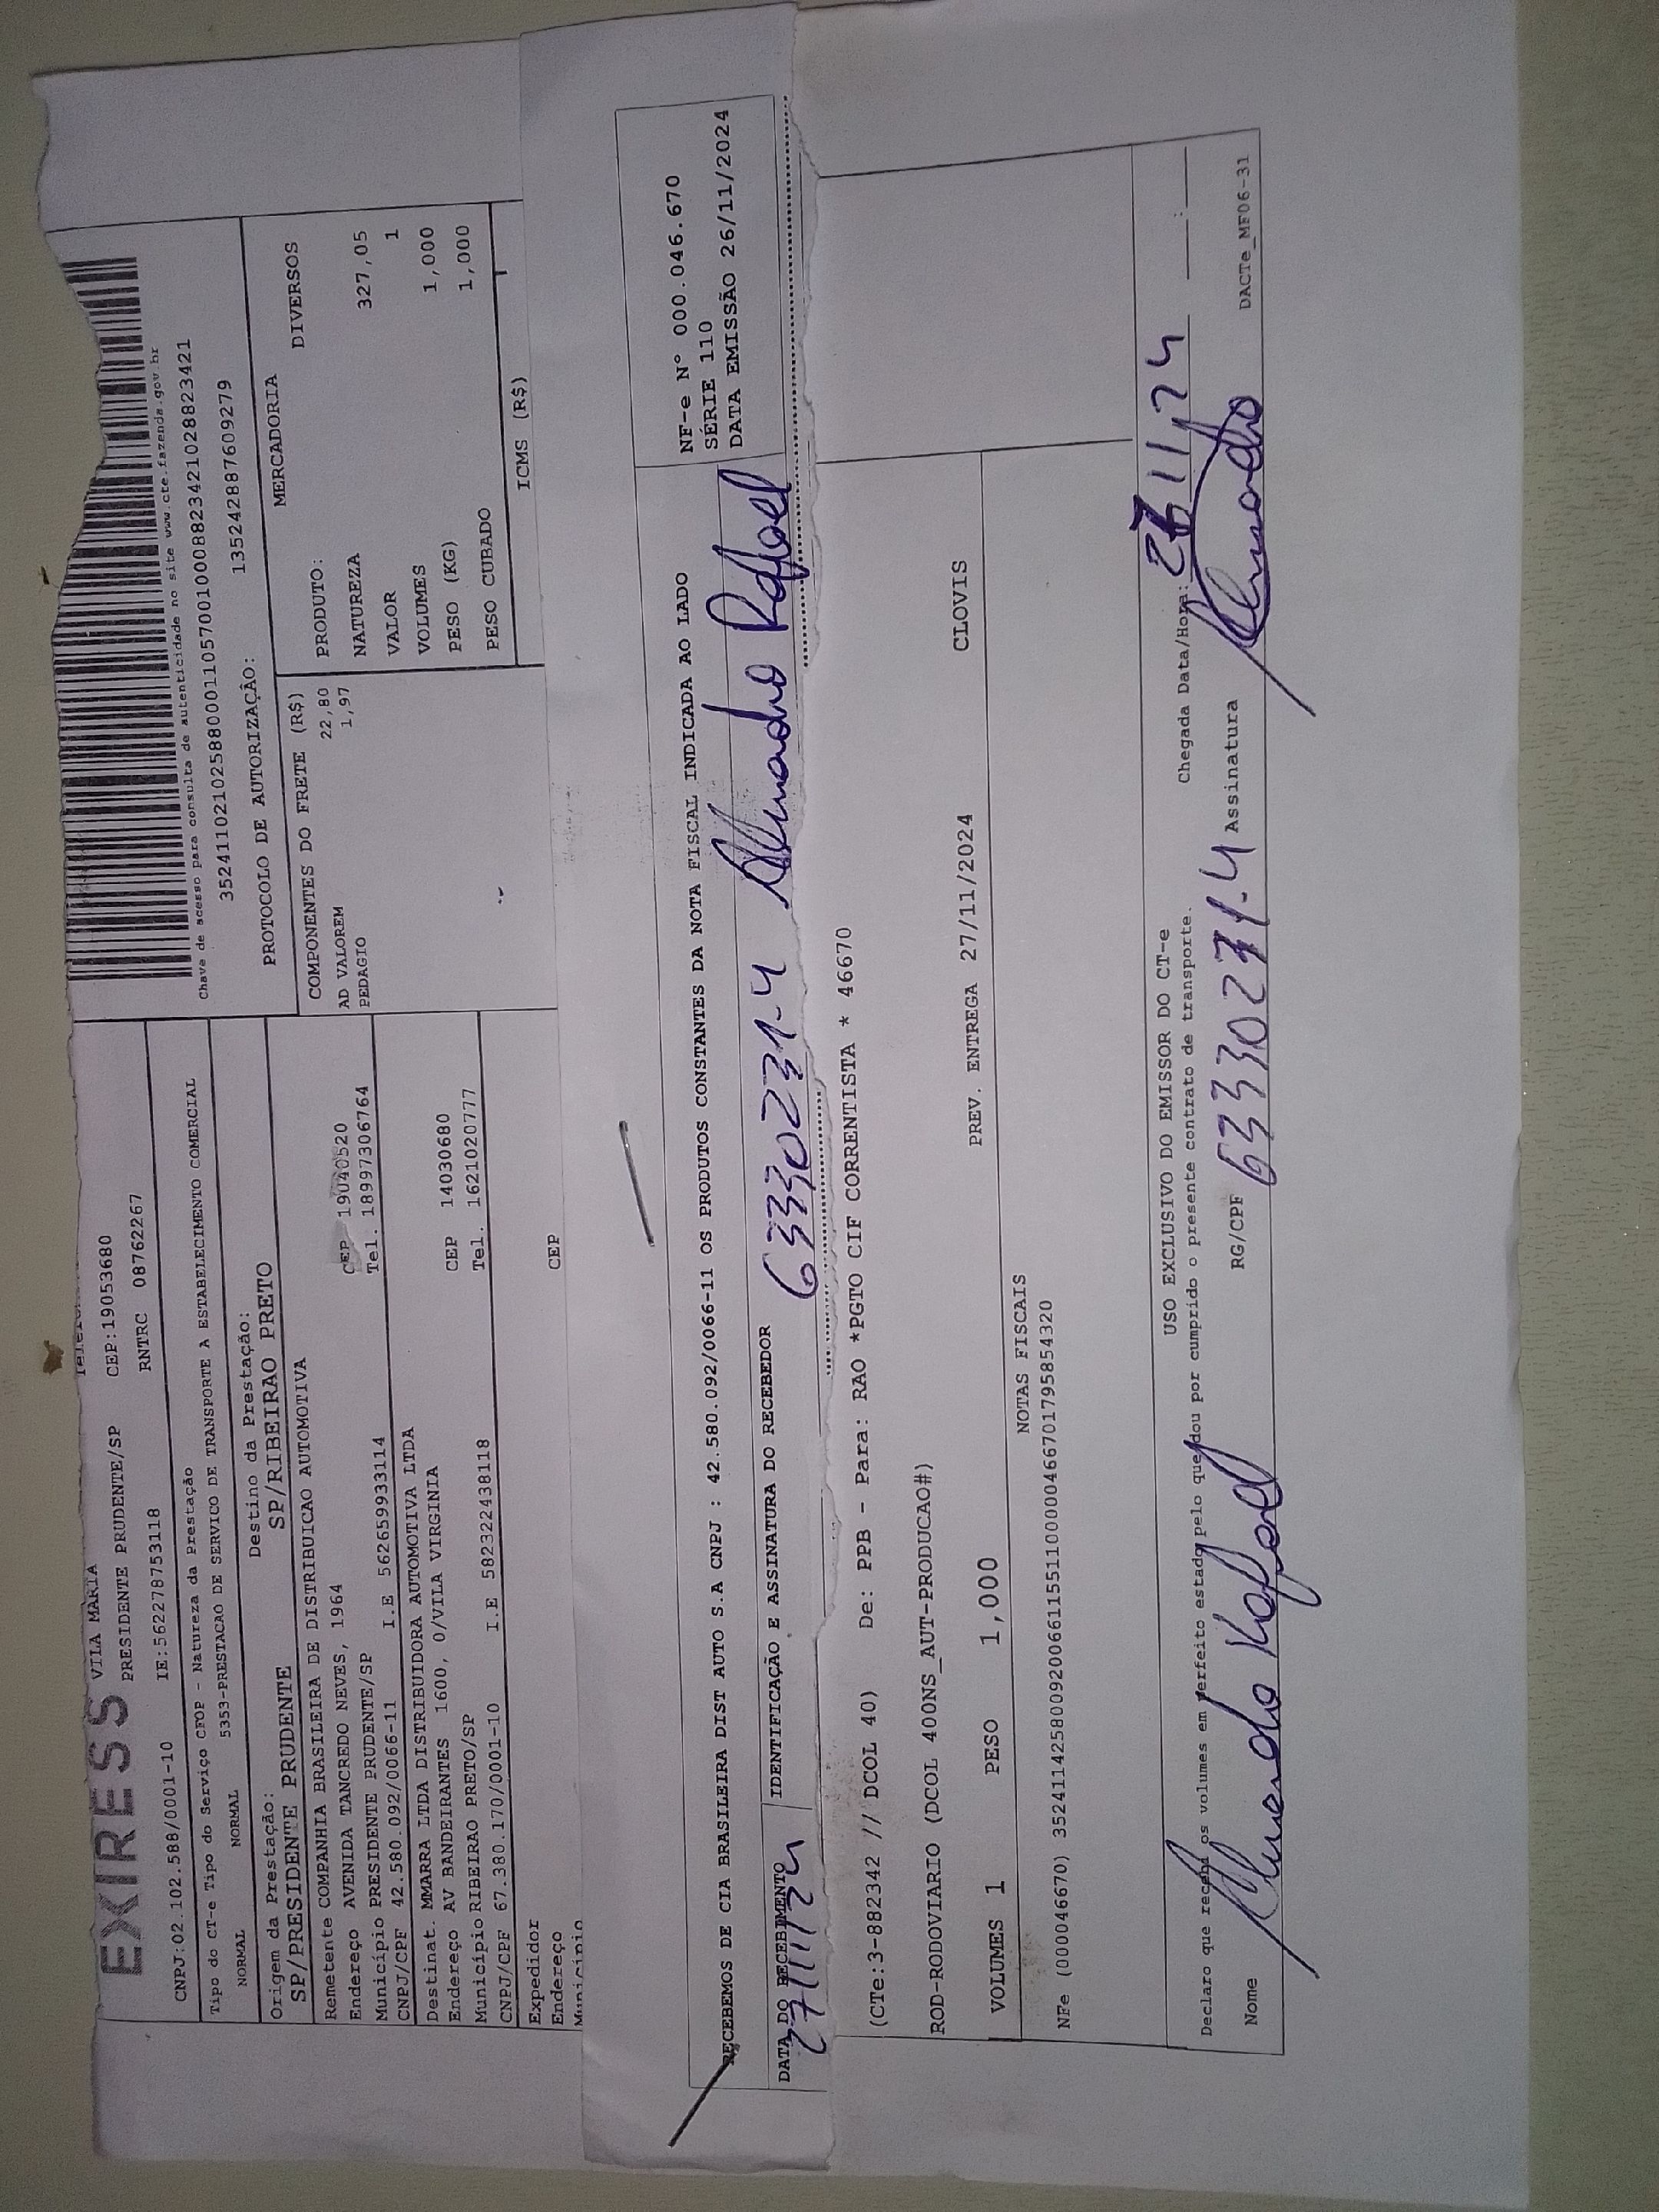 EXPRESS VILA MARIA
PRESIDENTE PRUDENTE/SP CEP:19053680
CNPJ:02.102.588/0001-10 IE:562278753118 RNTRC 08762267
Tipo do CT-e Tipo do Serviço CFOP - Natureza da Prestação
NORMAL NORMAL 5353-PRESTACAO DE SERVICO DE TRANSPORTE A ESTABELECIMENTO COMERCIAL
Origem da Prestação: Destino da Prestação:
SP/PRESIDENTE PRUDENTE SP/RIBEIRAO PRETO
Remetente COMPANHIA BRASILEIRA DE DISTRIBUICAO AUTOMOTIVA
Endereço AVENIDA TANCREDO NEVES, 1964 CEP 19040520
Município PRESIDENTE PRUDENTE/SP Tel. 18997306764
CNPJ/CPF 42.580.092/0066-11 I.E 562659933114
Destinat. MMARRA LTDA DISTRIBUIDORA AUTOMOTIVA LTDA
Endereço AV BANDEIRANTES 1600, 0/VILA VIRGINIA CEP 14030680
Município RIBEIRAO PRETO/SP Tel. 1621020777
CNPJ/CPF 67.380.170/0001-10 I.E 582322438118
Expedidor
Endereço CEP
Município
Chave de acesso para consulta de autenticidade no site www.cte.fazenda.gov.br
35241102102588000110570010008823421028823421
PROTOCOLO DE AUTORIZAÇÃO: 135242887609279
COMPONENTES DO FRETE (R$)
AD VALOREM 22,80
PEDAGIO 1,97
MERCADORIA
PRODUTO: DIVERSOS
NATUREZA
VALOR 327,05
VOLUMES 1
PESO (KG) 1,000
PESO CUBADO 1,000
ICMS (R$)
RECEBEMOS DE CIA BRASILEIRA DIST AUTO S.A CNPJ : 42.580.092/0066-11 OS PRODUTOS CONSTANTES DA NOTA FISCAL INDICADA AO LADO
NF-e N° 000.046.670
SÉRIE 110
DATA EMISSÃO 26/11/2024
DATA DO RECEBIMENTO IDENTIFICAÇÃO E ASSINATURA DO RECEBEDOR
27/11/24 6330231-4 Rafael
(CTe:3-882342 // DCOL 40) De: PPB - Para: RAO *PGTO CIF CORRENTISTA * 46670
ROD-RODOVIARIO (DCOL 400NS_AUT-PRODUCAO#)
VOLUMES 1 PESO 1,000 PREV. ENTREGA 27/11/2024 CLOVIS
NOTAS FISCAIS
NFe (000046670) 35241142580092006611551100000466701795854320
USO EXCLUSIVO DO EMISSOR DO CT-e
Declaro que recebi os volumes em perfeito estado pelo que dou por cumprido o presente contrato de transporte. Chegada Data/Hora: 27/11/24 :
Nome Rafael RG/CPF Assinatura
DACTe_MF06-31